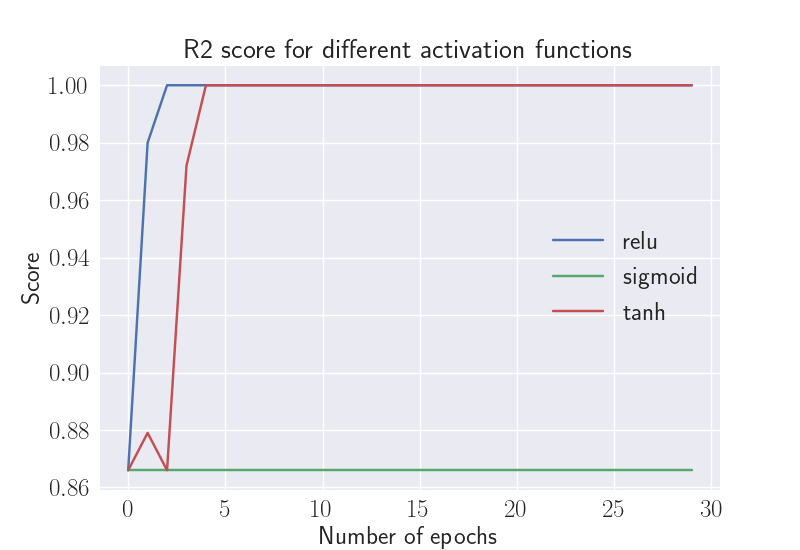 R2 score for different activation functions
1.00
0.98
0.96
0.94
0.92
0.90
0.88
0.86
Score
relu
sigmoid
tanh
0 5 10 15 20 25 30
Number of epochs